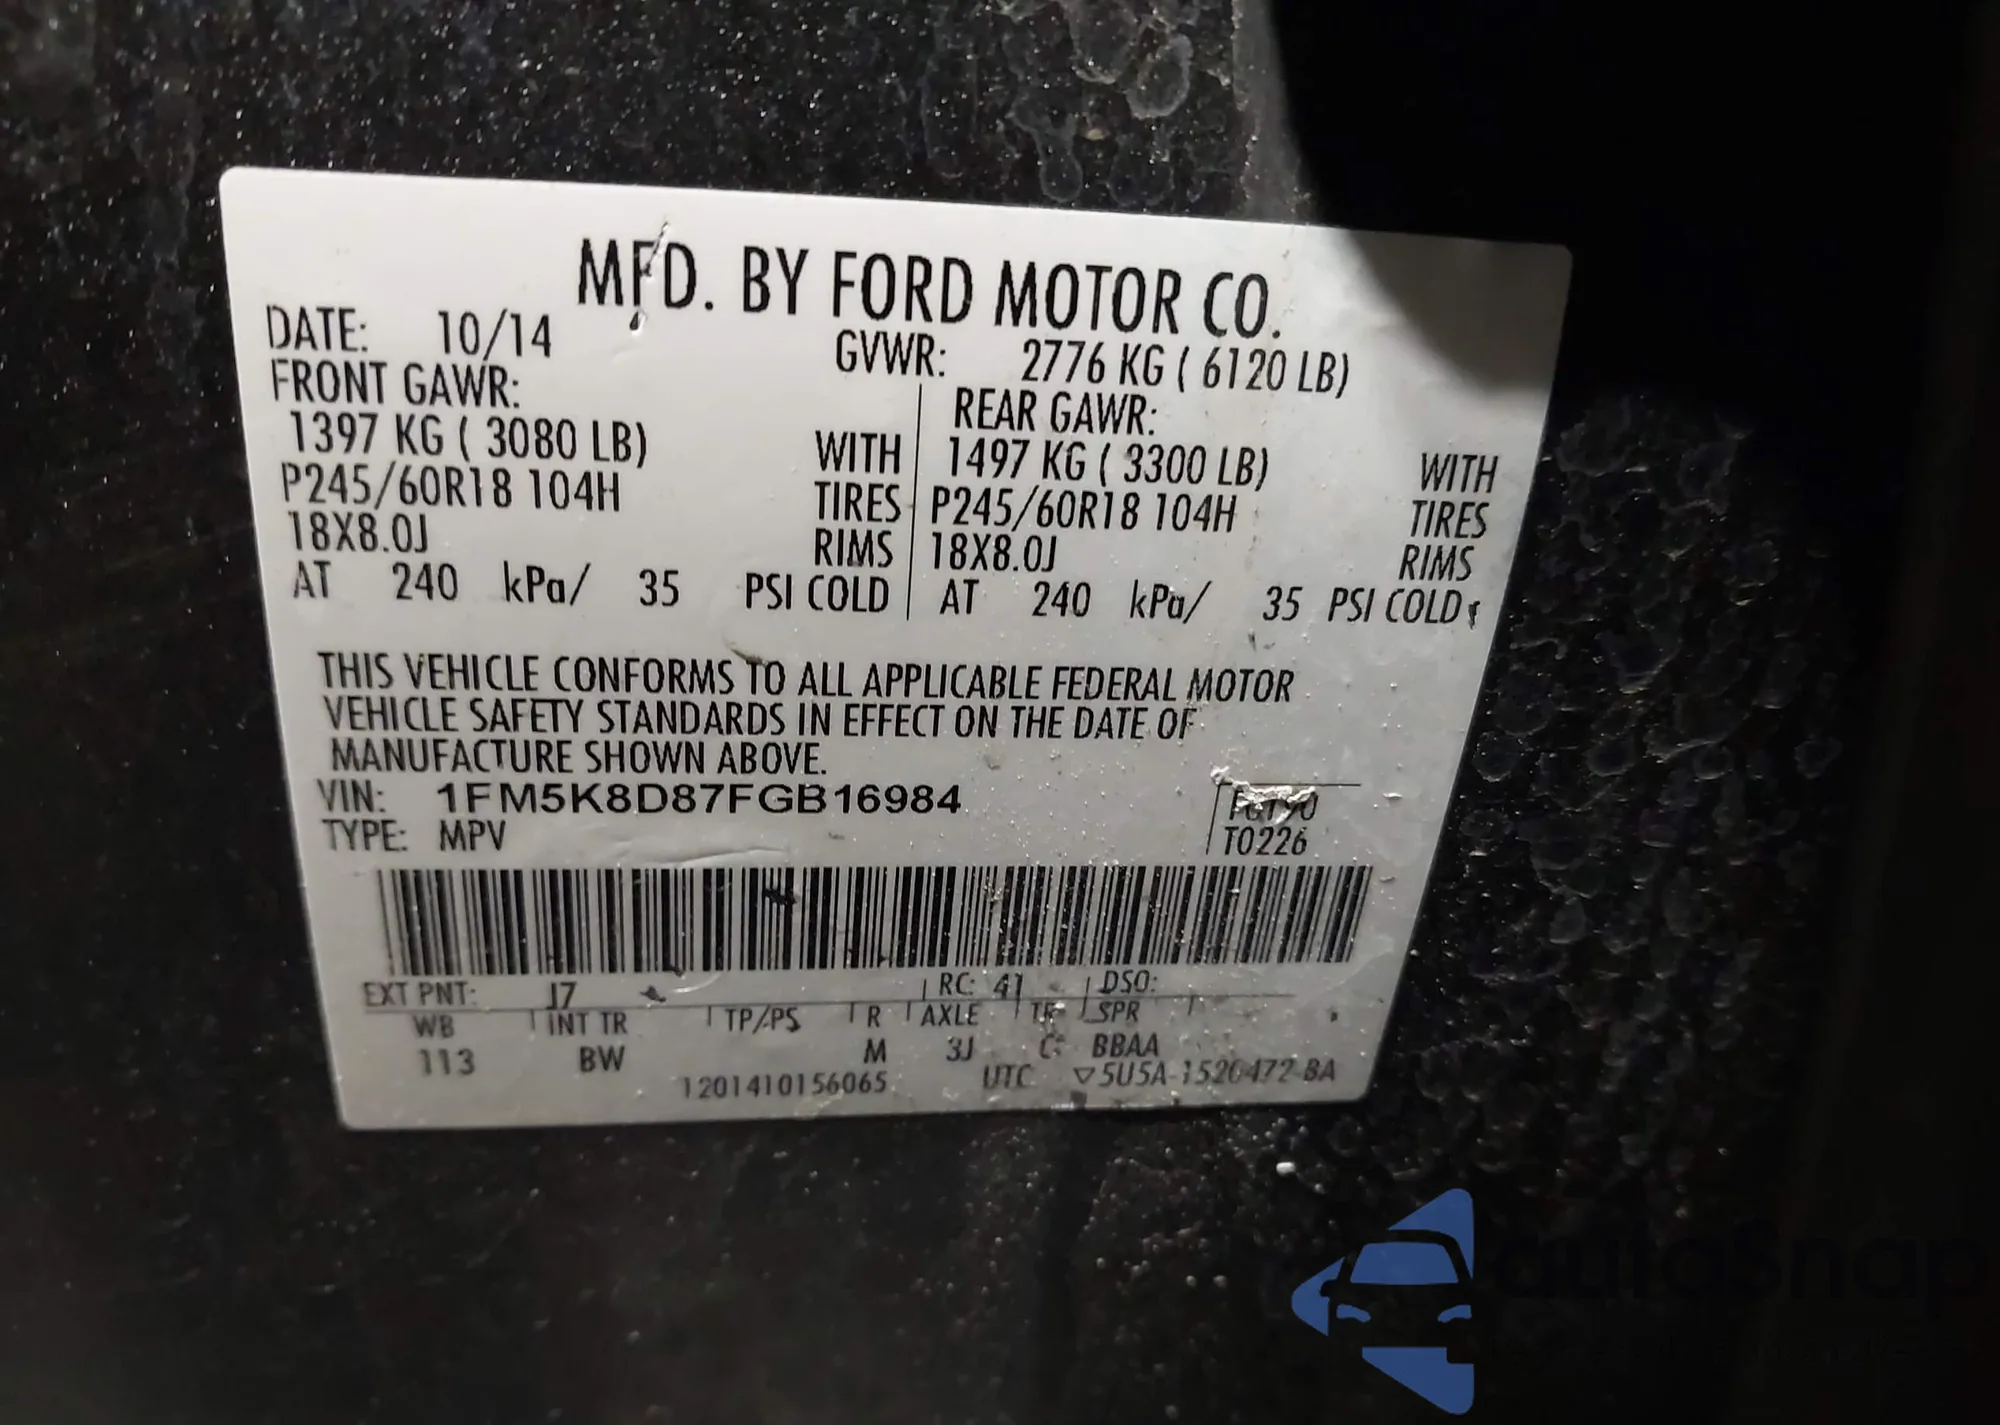 MFD. BY FORD MOTOR CO.
DATE: 10/14 GVWR: 2776 KG ( 6120 LB)
FRONT GAWR: REAR GAWR:
1397 KG ( 3080 LB) WITH 1497 KG ( 3300 LB) WITH
P245/60R18 104H TIRES P245/60R18 104H TIRES
18X8.0J RIMS 18X8.0J RIMS
AT 240 kPa/ 35 PSI COLD AT 240 kPa/ 35 PSI COLD
THIS VEHICLE CONFORMS TO ALL APPLICABLE FEDERAL MOTOR
VEHICLE SAFETY STANDARDS IN EFFECT ON THE DATE OF
MANUFACTURE SHOWN ABOVE.
VIN: 1FM5K8D87FGB16984
TYPE: MPV T0226
EXT PNT: J7 RC: 41 DSO:
WB INT TR TP/PS R AXLE TR SPR
113 BW M 3J C BBAA
1201410156065 UTC ▽5U5A-1520472-BA
autosnap